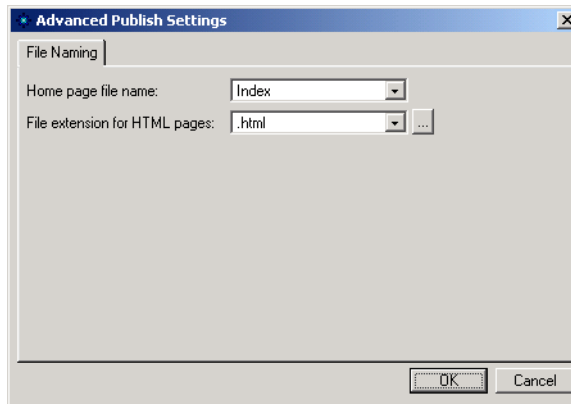 Advanced Publish Settings
File Naming
Home page file name: Index
File extension for HTML pages: .html ...
OK Cancel